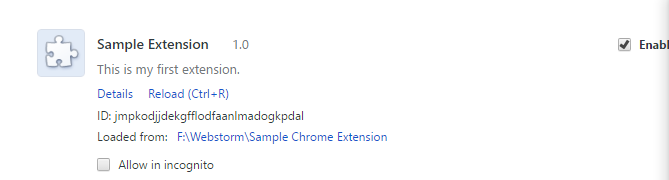 Sample Extension 1.0
Enabl
This is my first extension.
Details Reload (Ctrl+R)
ID: jmpkodjjdekgfflodfaanlmadogkpdal
Loaded from: F:\Webstorm\Sample Chrome Extension
Allow in incognito